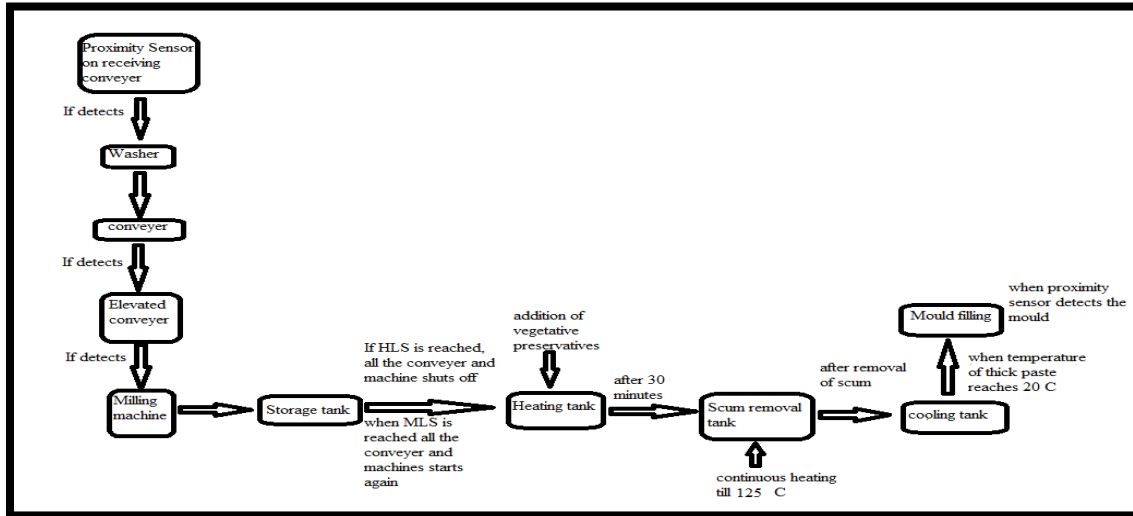 Proximity Sensor
on receiving
conveyer
If detects
Washer
conveyer
If detects
Elevated
conveyer
If detects
Milling
machine
Storage tank
If HLS is reached,
all the conveyer and
machine shuts off
when MLS is
reached all the
conveyer and
machines starts
again
addition of
vegetative
preservatives
Heating tank
after 30
minutes
Scum removal
tank
continuous heating
till 125 C
after removal
of scum
cooling tank
when temperature
of thick paste
reaches 20 C
Mould filling
when proximity
sensor detects the
mould